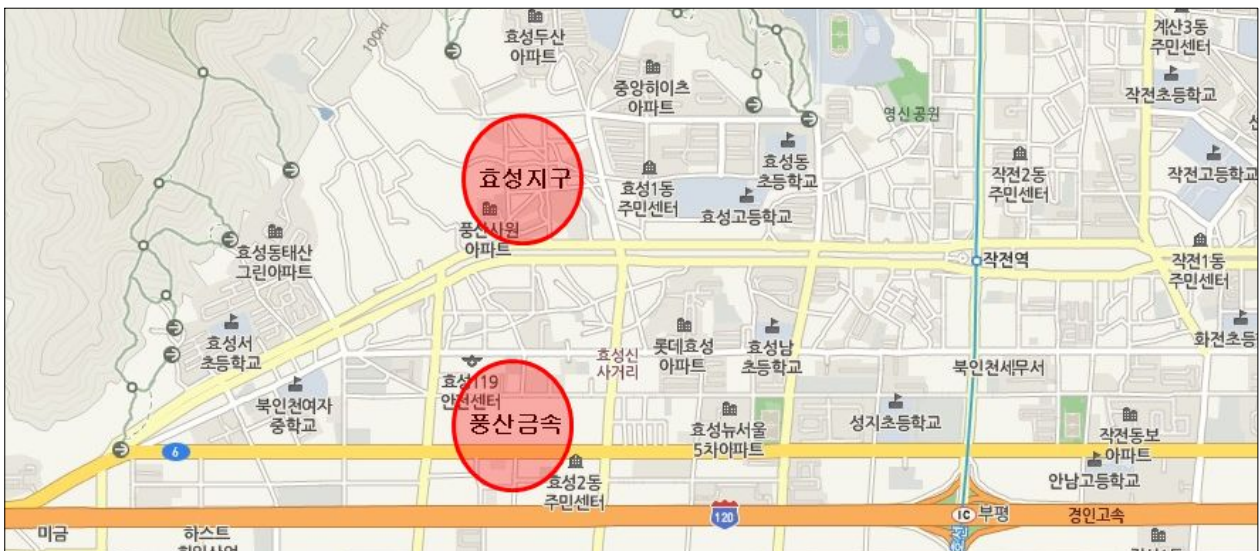 효성두산
아파트
100m
계산3동
주민센터
중앙하이츠
아파트
작전초등학교
영신공원
효성지구
효성동
초등학교
효성1동
주민센터
작전2동
주민센터
작전고등학교
효성고등학교
풍산사원
아파트
효성동태산
그린아파트
작전역
작전1동
주민센터
효성서
초등학교
효성신
사거리
롯데효성
아파트
효성남
초등학교
화전초등
효성119
안전센터
북인천세무서
북인천여자
중학교
풍산금속
효성뉴서울
5차아파트
성지초등학교
작전동보
아파트
6
효성2동
주민센터
안남고등학교
120
IC 부평
경인고속
미금
하스트